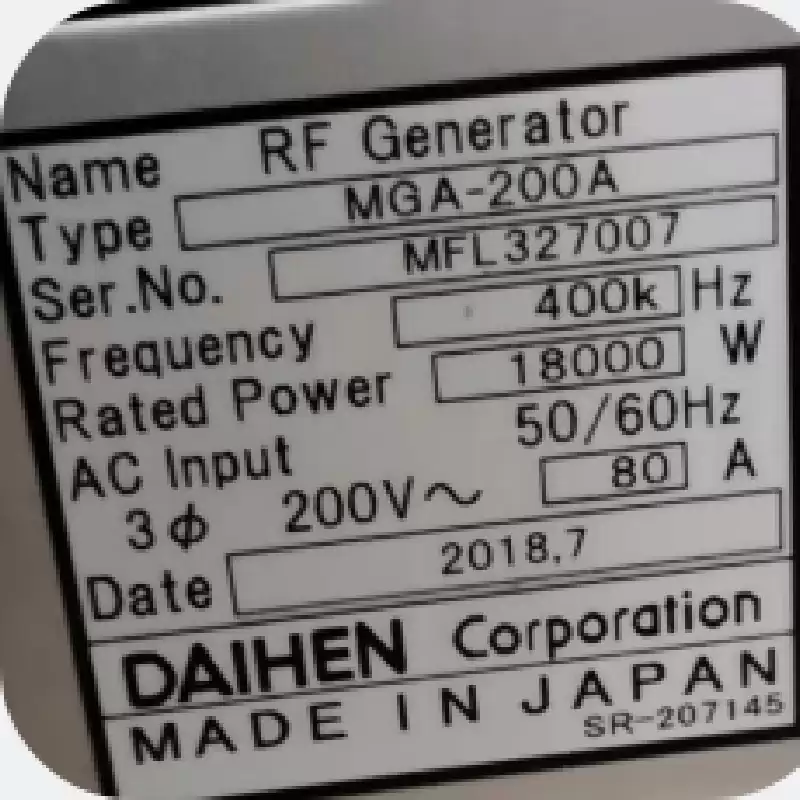 Name RF Generator
Type MGA-200A
Ser.No. MFL327007
Frequency 400k Hz
Rated Power 18000 W
AC Input 50/60Hz
3ϕ 200V～ 80 A
Date 2018.7
DAIHEN Corporation
MADE IN JAPAN
SR-207145